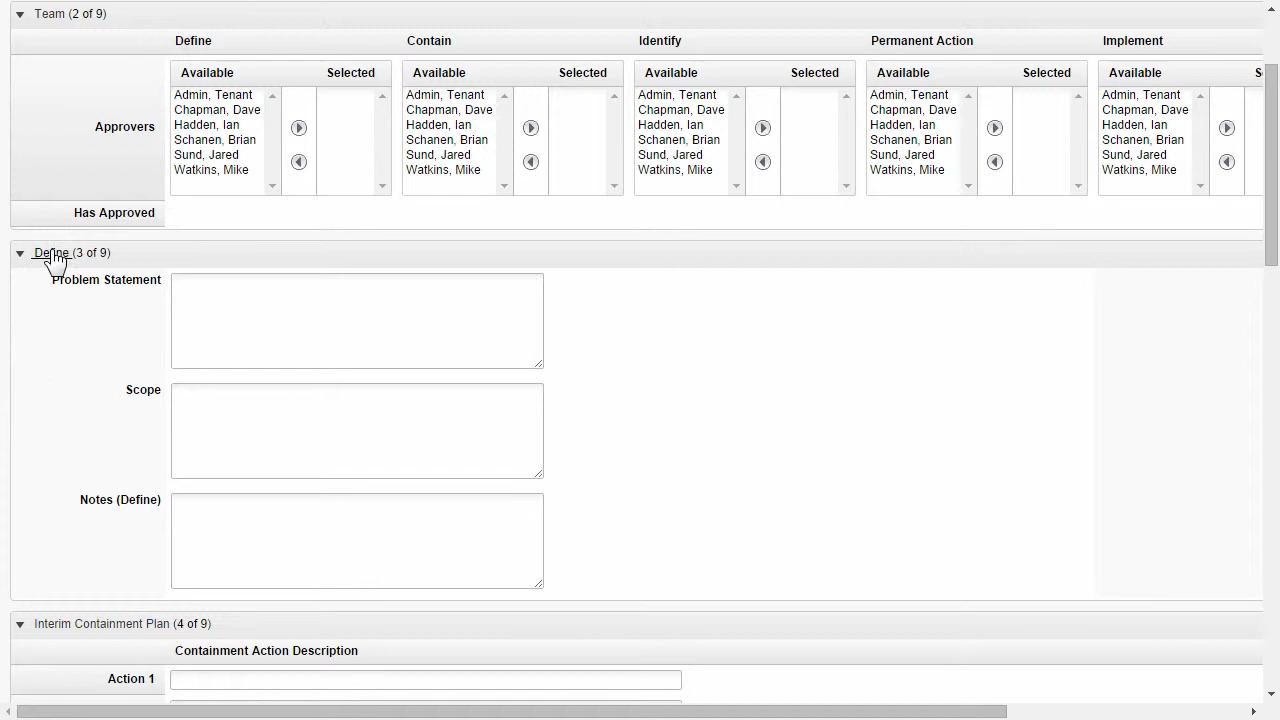 Team (2 of 9)
Define Contain Identify Permanent Action Implement
Available Selected Available Selected Available Selected Available Selected Available
Admin, Tenant Admin, Tenant Admin, Tenant Admin, Tenant Admin, Tenant
Chapman, Dave Chapman, Dave Chapman, Dave Chapman, Dave Chapman, Dave
Approvers Hadden, Ian Hadden, Ian Hadden, Ian Hadden, Ian Hadden, Ian
Schanen, Brian Schanen, Brian Schanen, Brian Schanen, Brian Schanen, Brian
Sund, Jared Sund, Jared Sund, Jared Sund, Jared Sund, Jared
Watkins, Mike Watkins, Mike Watkins, Mike Watkins, Mike Watkins, Mike
Has Approved
Define (3 of 9)
Problem Statement
Scope
Notes (Define)
Interim Containment Plan (4 of 9)
Containment Action Description
Action 1